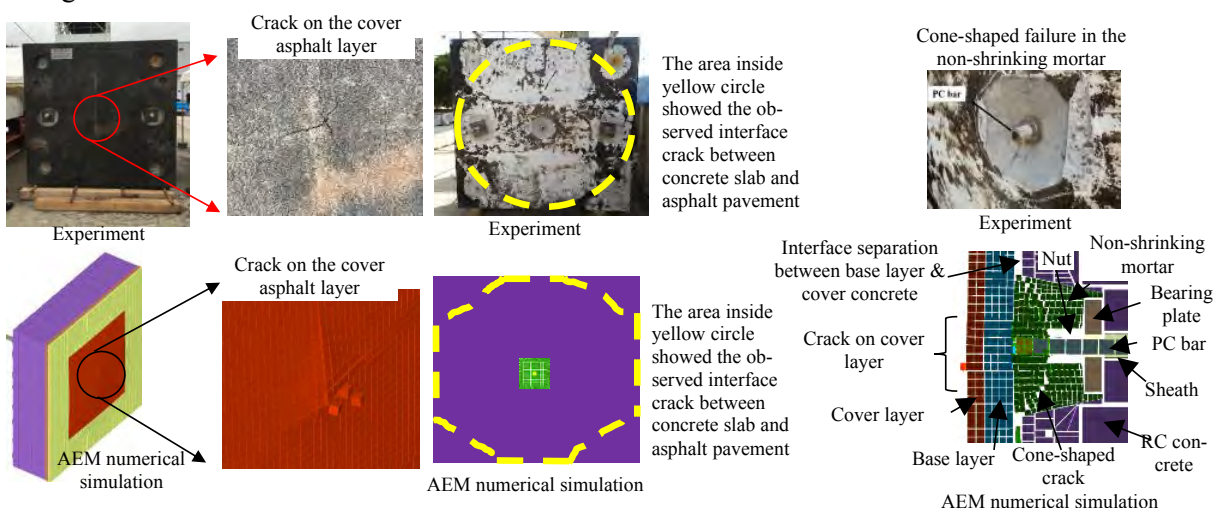 Crack on the cover
asphalt layer
The area inside
yellow circle
showed the ob-
served interface
crack between
concrete slab and
asphalt pavement
Cone-shaped failure in the
non-shrinking mortar
PC bar
Experiment
Experiment
Experiment
Crack on the cover
asphalt layer
AEM numerical
simulation
The area inside
yellow circle
showed the ob-
served interface
crack between
concrete slab and
asphalt pavement
AEM numerical simulation
Interface separation
between base layer &
cover concrete
Crack on cover
layer
Cover layer
Base layer
Cone-shaped
crack
Nut
Non-shrinking
mortar
Bearing
plate
PC bar
Sheath
RC con-
crete
AEM numerical simulation